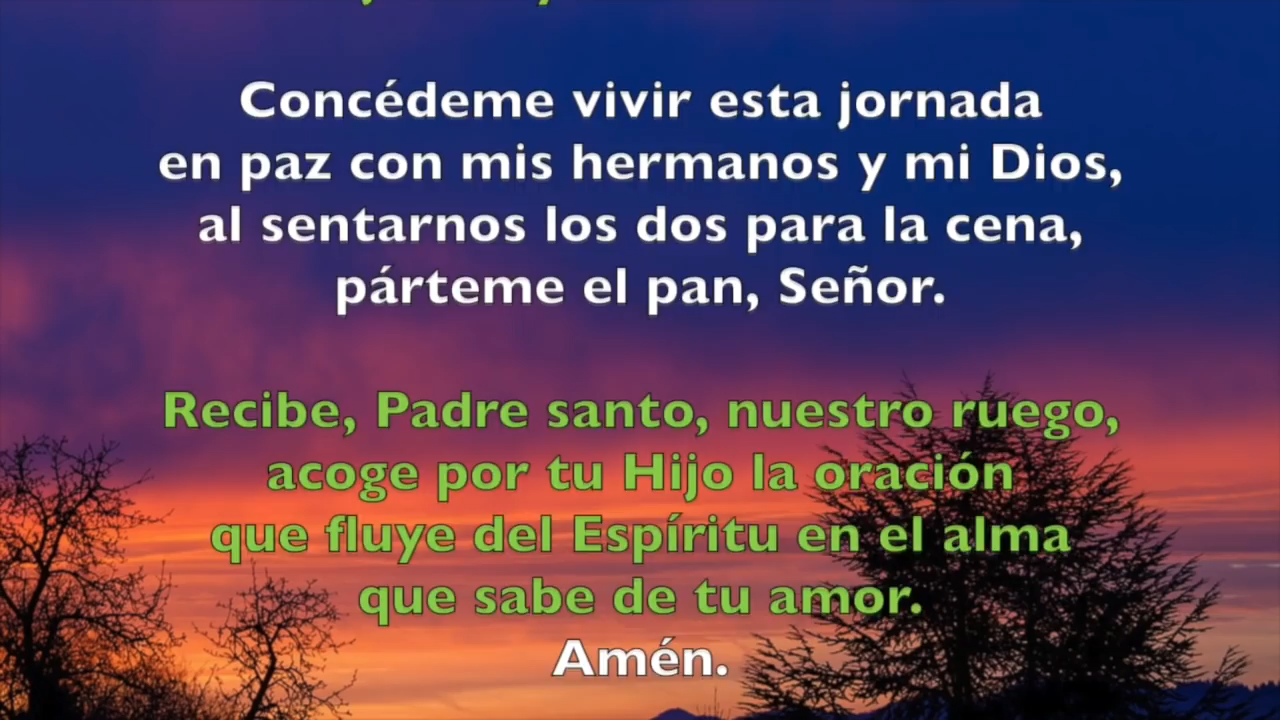 Concédeme vivir esta jornada
en paz con mis hermanos y mi Dios,
al sentarnos los dos para la cena,
párteme el pan, Señor.
Recibe, Padre santo, nuestro ruego,
acoge por tu Hijo la oración
que fluye del Espíritu en el alma
que sabe de tu amor.
Amén.